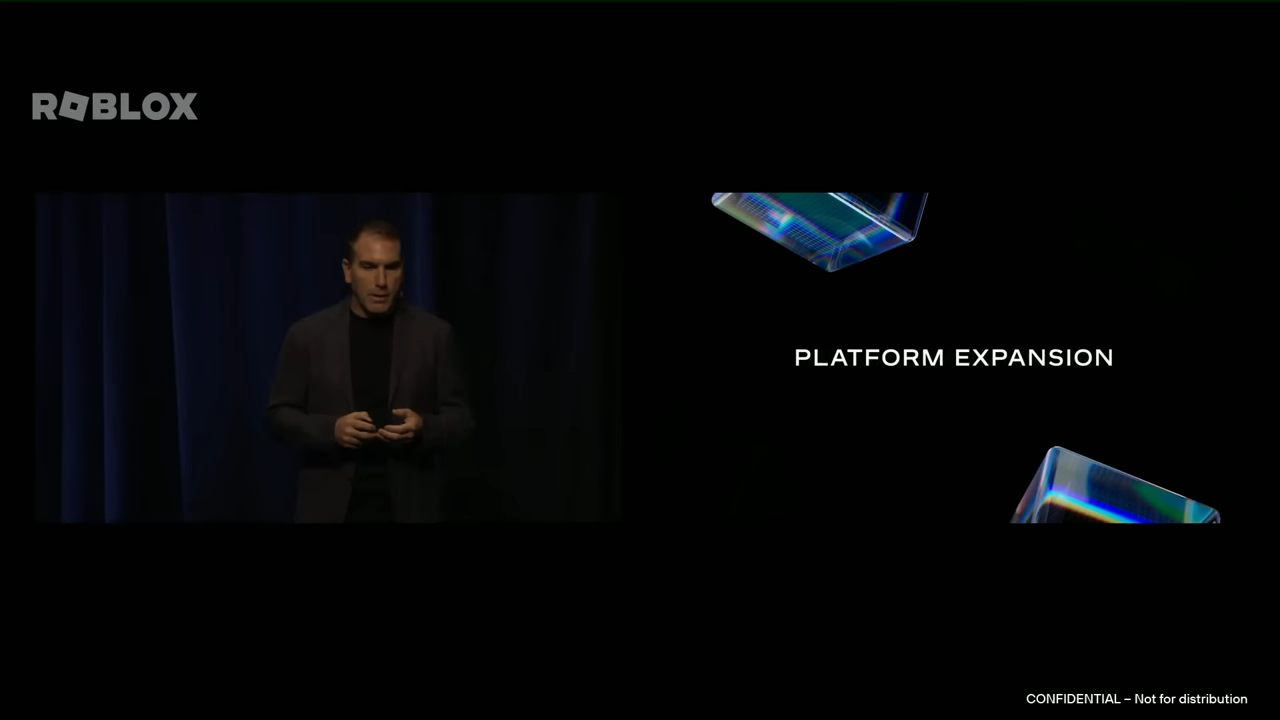 ROBLOX
PLATFORM EXPANSION
CONFIDENTIAL – Not for distribution